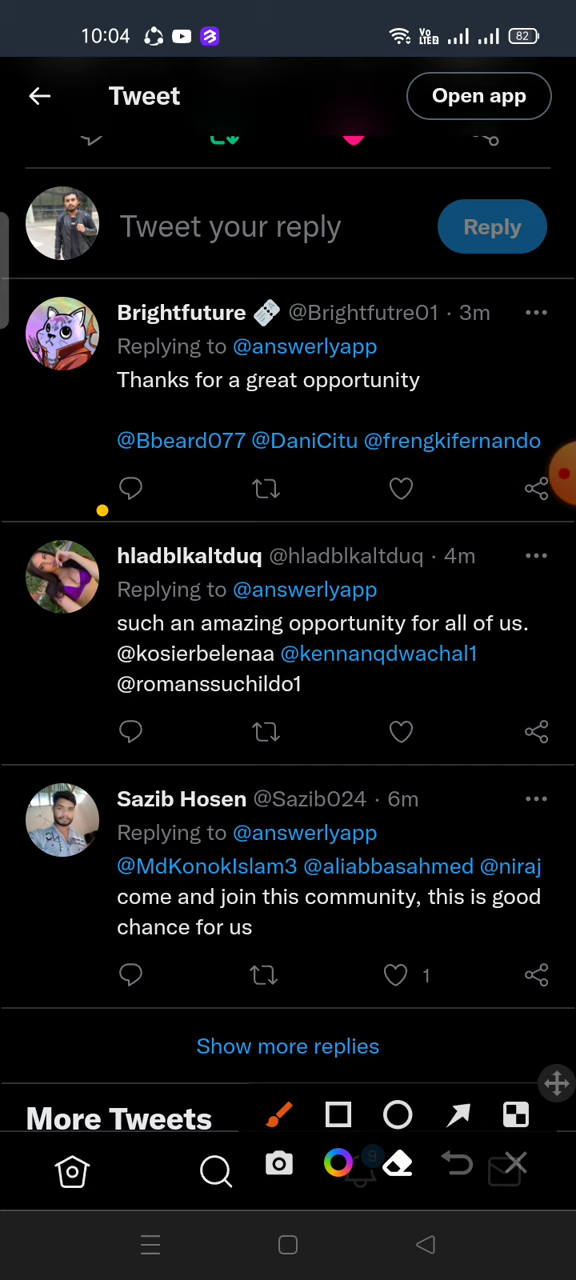 10:04
Vo LTE2
82
Tweet
Open app
Tweet your reply
Reply
Brightfuture @Brightfutre01 · 3m
Replying to @answerlyapp
Thanks for a great opportunity
@Bbeard077 @DaniCitu @frengkifernando
hladblkaltduq @hladblkaltduq · 4m
Replying to @answerlyapp
such an amazing opportunity for all of us.
@kosierbelenaa @kennanqdwachal1
@romanssuchildo1
Sazib Hosen @Sazib024 · 6m
Replying to @answerlyapp
@MdKonokIslam3 @aliabbasahmed @niraj
come and join this community, this is good
chance for us
1
Show more replies
More Tweets
9